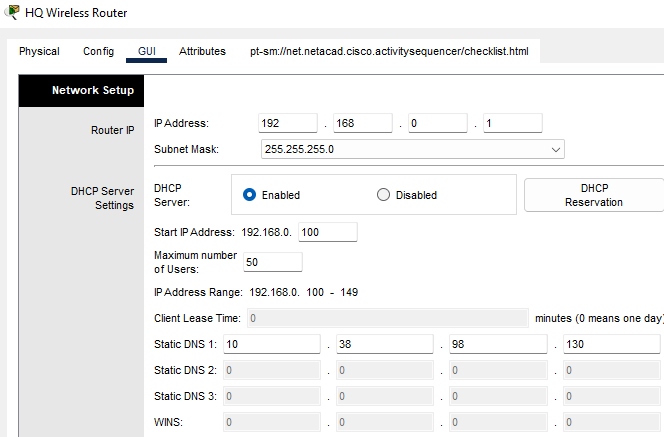 HQ Wireless Router
Physical Config GUI Attributes pt-sm://net.netacad.cisco.activitysequencer/checklist.html
Network Setup
Router IP
IP Address: 192 . 168 . 0 . 1
Subnet Mask: 255.255.255.0
DHCP Server Settings
DHCP Server: Enabled Disabled
DHCP Reservation
Start IP Address: 192.168.0. 100
Maximum number of Users: 50
IP Address Range: 192.168.0. 100 - 149
Client Lease Time: 0 minutes (0 means one day)
Static DNS 1: 10 . 38 . 98 . 130
Static DNS 2: 0 . 0 . 0 . 0
Static DNS 3: 0 . 0 . 0 . 0
WINS: 0 . 0 . 0 . 0